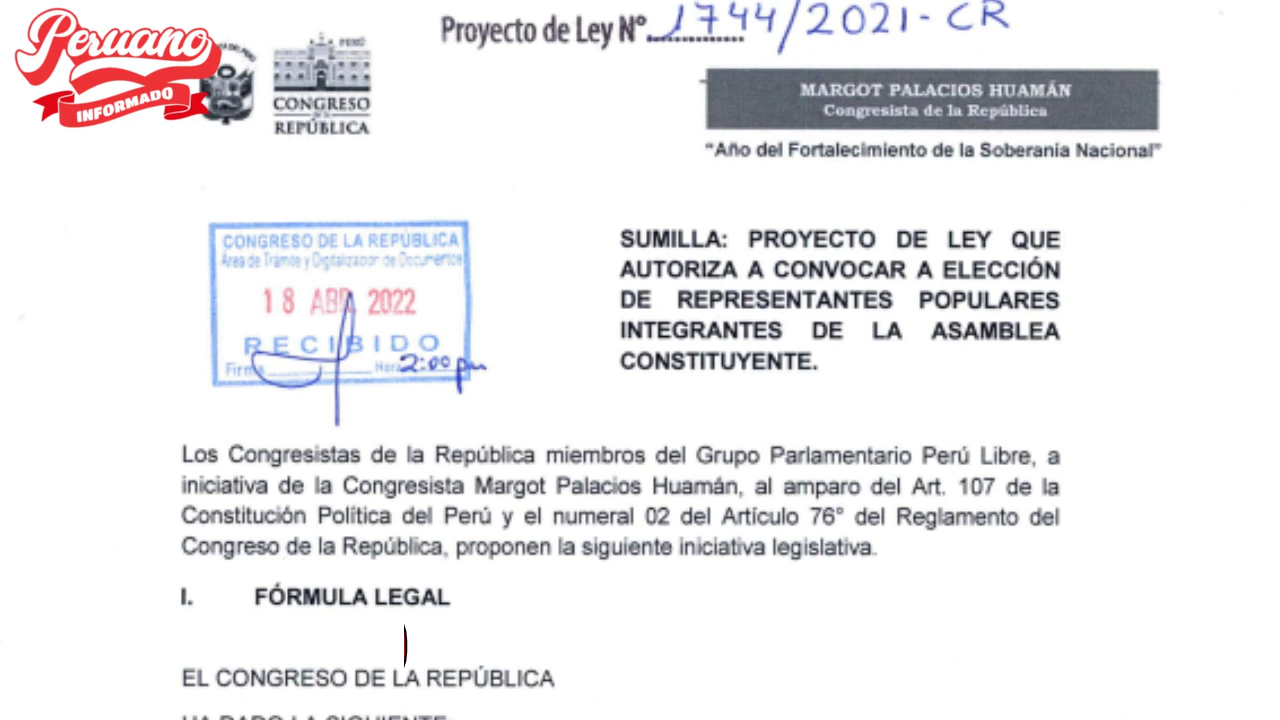 Peruano
INFORMADO
PERÚ
CONGRESO
de la
REPÚBLICA
Proyecto de Ley N° 1744/2021-CR
MARGOT PALACIOS HUAMÁN
Congresista de la República
"Año del Fortalecimiento de la Soberanía Nacional"
CONGRESO DE LA REPÚBLICA
Área de Trámite y Digitalización de Documentos
18 ABR. 2022
RECIBIDO
Firma Hora 2:00 pm
SUMILLA: PROYECTO DE LEY QUE
AUTORIZA A CONVOCAR A ELECCIÓN
DE REPRESENTANTES POPULARES
INTEGRANTES DE LA ASAMBLEA
CONSTITUYENTE.
Los Congresistas de la República miembros del Grupo Parlamentario Perú Libre, a
iniciativa de la Congresista Margot Palacios Huamán, al amparo del Art. 107 de la
Constitución Política del Perú y el numeral 02 del Artículo 76° del Reglamento del
Congreso de la República, proponen la siguiente iniciativa legislativa.
I. FÓRMULA LEGAL
EL CONGRESO DE LA REPÚBLICA
HA DADO LA SIGUIENTE: